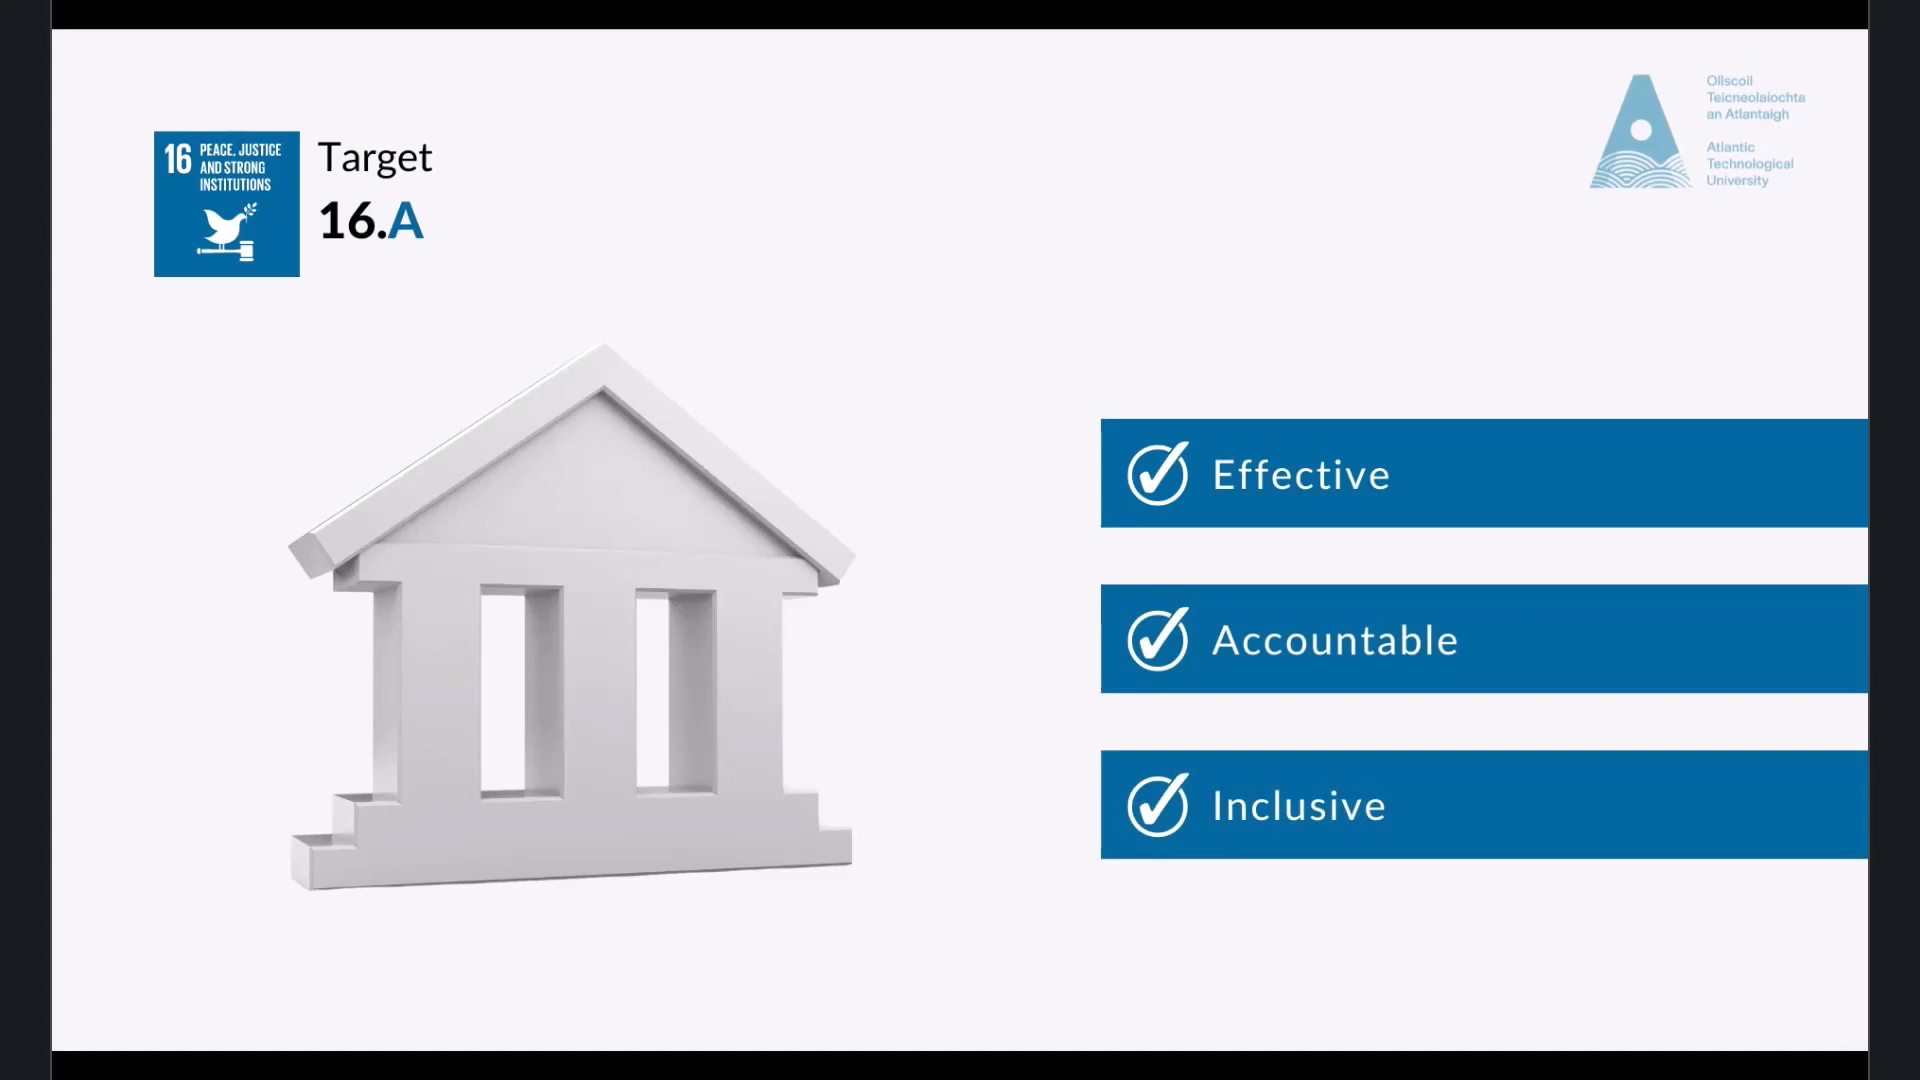 16 PEACE, JUSTICE
AND STRONG
INSTITUTIONS
Target
16.A
Ollscoil
Teicneolaíochta
an Atlantaigh
Atlantic
Technological
University
Effective
Accountable
Inclusive